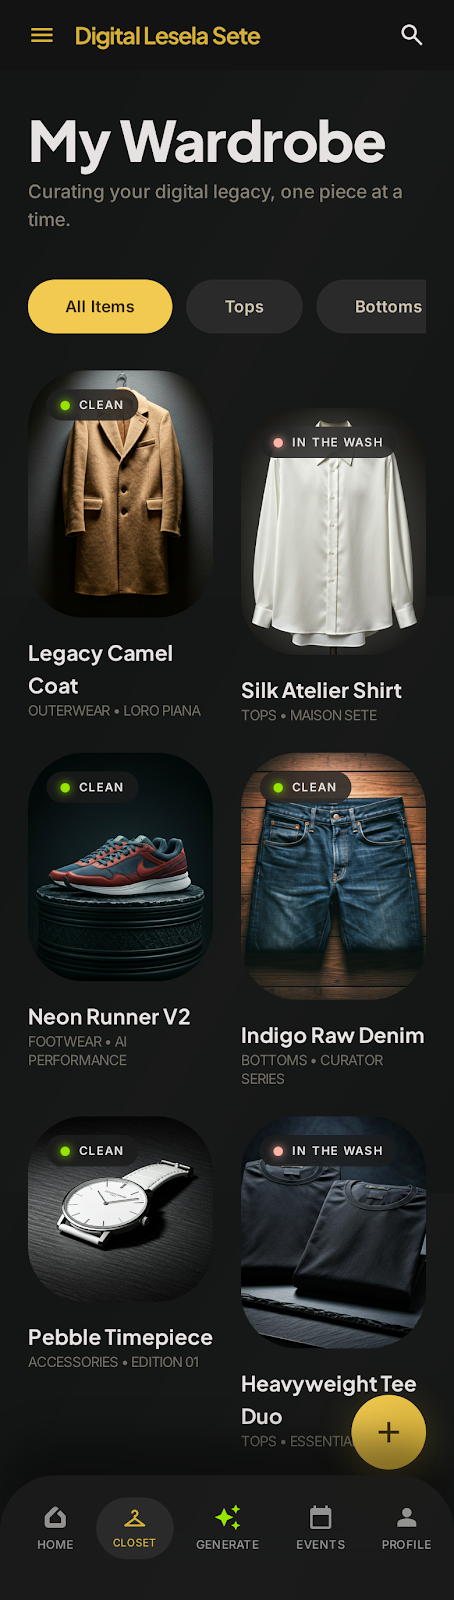 Digital Lesela Sete
My Wardrobe
Curating your digital legacy, one piece at a
time.
All Items
Tops
Bottoms
CLEAN
Legacy Camel
Coat
OUTERWEAR • LORO PIANA
IN THE WASH
Silk Atelier Shirt
TOPS • MAISON SETE
CLEAN
Neon Runner V2
FOOTWEAR • AI
PERFORMANCE
CLEAN
Indigo Raw Denim
BOTTOMS • CURATOR
SERIES
CLEAN
Pebble Timepiece
ACCESSORIES • EDITION 01
IN THE WASH
Heavyweight Tee
Duo
TOPS •
HOME
CLOSET
GENERATE
EVENTS
PROFILE